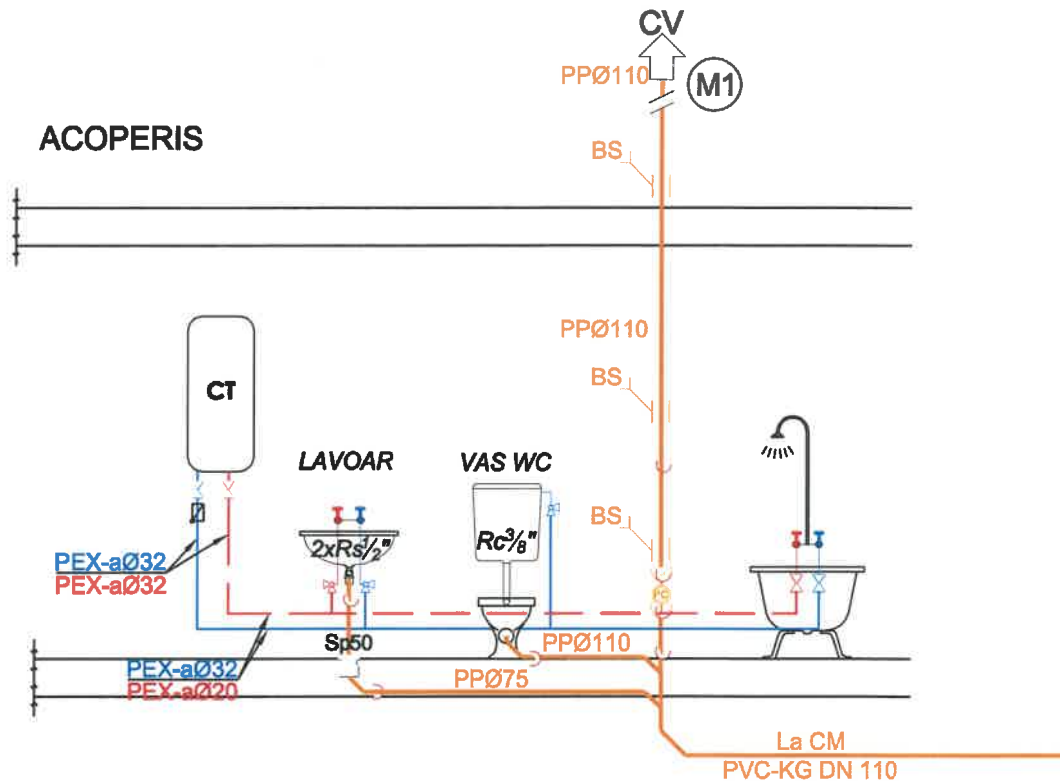 CV
PPØ110
M1
ACOPERIS
BS
PPØ110
BS
CT
LAVOAR
VAS WC
BS
2xRs1/2"
Rc3/8"
PEX-aØ32
PEX-aØ32
PC
Sp50
PPØ110
PEX-aØ32
PEX-aØ20
PPØ75
La CM
PVC-KG DN 110